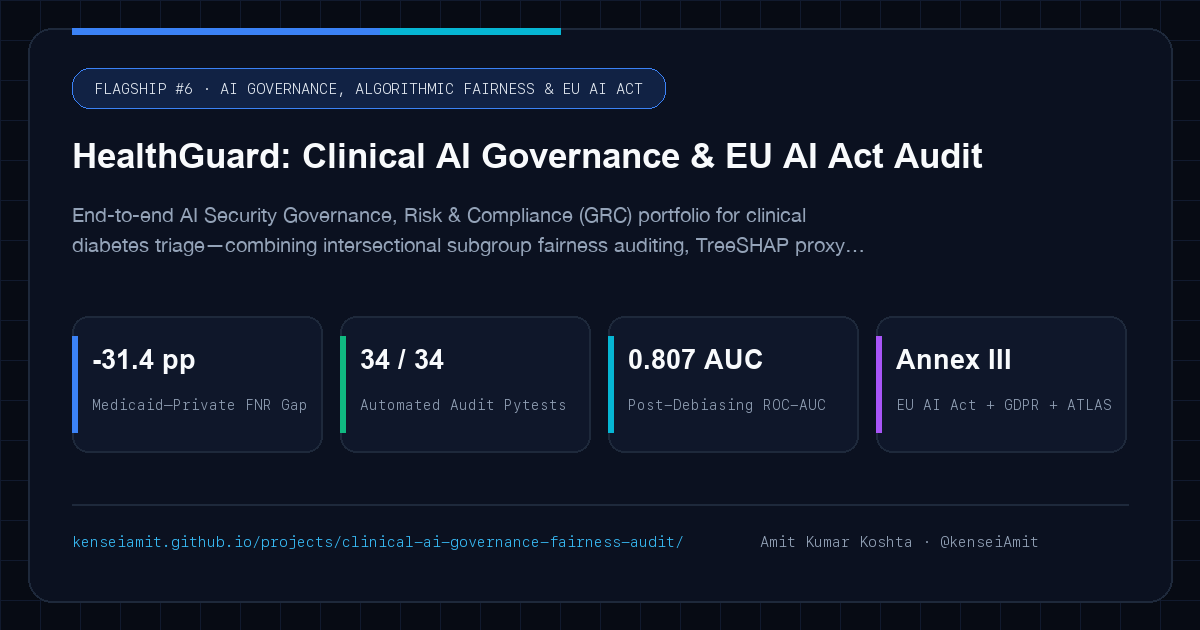 FLAGSHIP #6 · AI GOVERNANCE, ALGORITHMIC FAIRNESS & EU AI ACT
HealthGuard: Clinical AI Governance & EU AI Act Audit
End-to-end AI Security Governance, Risk & Compliance (GRC) portfolio for clinical
diabetes triage—combining intersectional subgroup fairness auditing, TreeSHAP proxy…
-31.4 pp
Medicaid–Private FNR Gap
34 / 34
Automated Audit Pytests
0.807 AUC
Post-Debiasing ROC-AUC
Annex III
EU AI Act + GDPR + ATLAS
kenseiamit.github.io/projects/clinical-ai-governance-fairness-audit/
Amit Kumar Koshta · @kenseiAmit